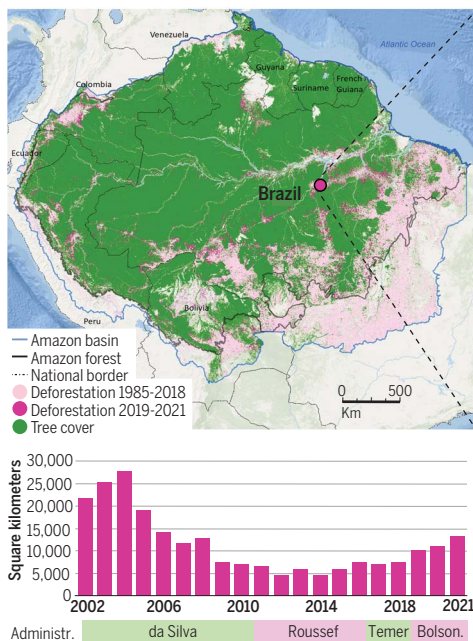 Venezuela
Atlantic Ocean
Guyana
Colombia
Suriname
French
Guiana
Ecuador
Brazil
Bolivia
Peru
Amazon basin
Amazon forest
National border
Deforestation 1985-2018
Deforestation 2019-2021
Tree cover
0 500
Km
Square kilometers
30,000
25,000
20,000
15,000
10,000
5,000
0
2002 2006 2010 2014 2018 2021
Administr. da Silva Roussef Temer Bolson.